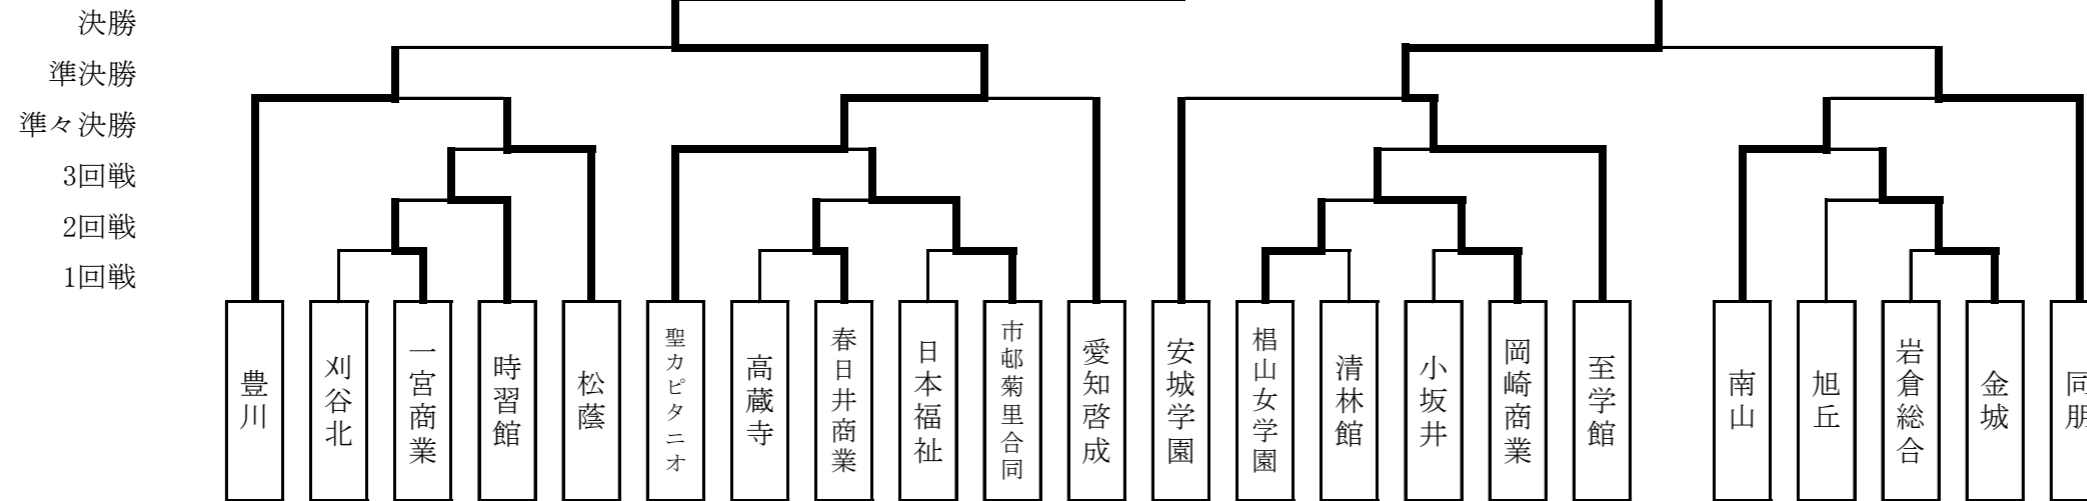 決勝
準決勝
準々決勝
3回戦
2回戦
1回戦
豊川
刈谷北
一宮商業
時習館
松蔭
聖カピタニオ
高蔵寺
春日井商業
日本福祉
市邨菊里合同
愛知啓成
安城学園
椙山女学園
清林館
小坂井
岡崎商業
至学館
南山
旭丘
岩倉総合
金城
同朋